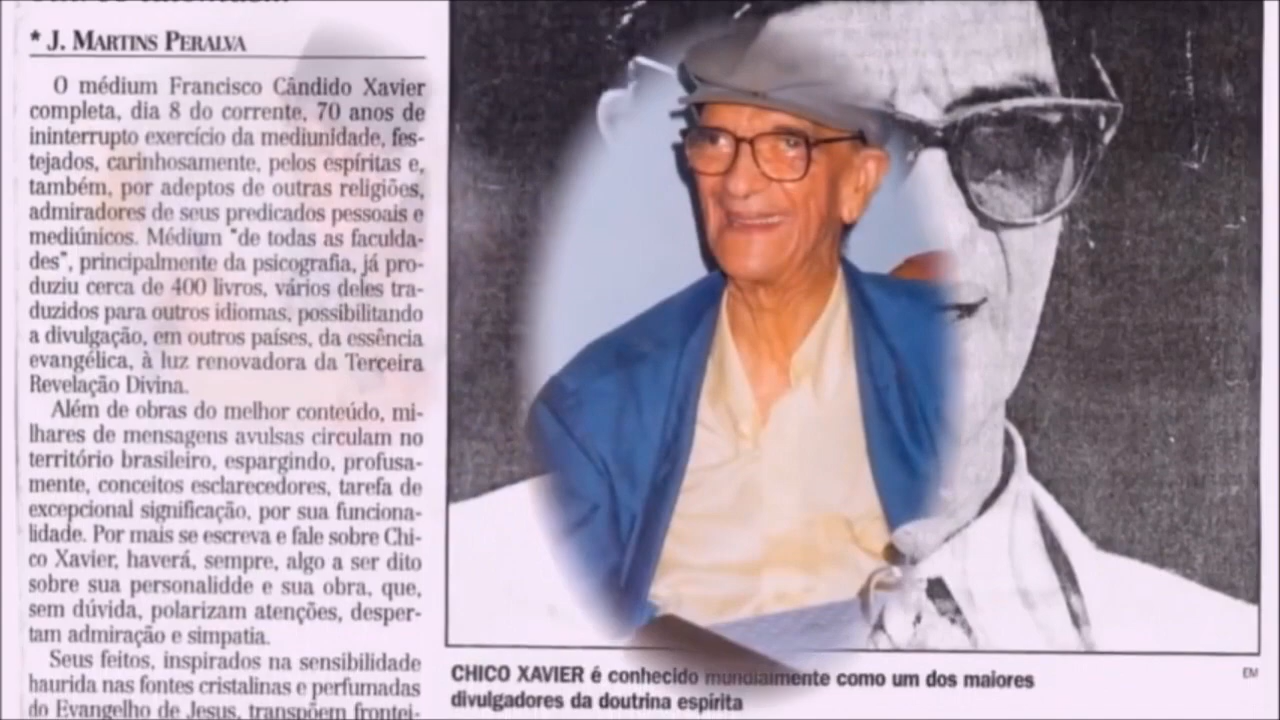 * J. MARTINS PERALVA
O médium Francisco Cândido Xavier
completa, dia 8 do corrente, 70 anos de
ininterrupto exercício da mediunidade, fes-
tejados, carinhosamente, pelos espíritas e,
também, por adeptos de outras religiões,
admiradores de seus predicados pessoais e
mediúnicos. Médium "de todas as faculda-
des", principalmente da psicografia, já pro-
duziu cerca de 400 livros, vários deles tra-
duzidos para outros idiomas, possibilitando
a divulgação, em outros países, da essência
evangélica, à luz renovadora da Terceira
Revelação Divina.
Além de obras do melhor conteúdo, mi-
lhares de mensagens avulsas circulam no
território brasileiro, espargindo, profusa-
mente, conceitos esclarecedores, tarefa de
excepcional significação, por sua funciona-
lidade. Por mais se escreva e fale sobre Chi-
co Xavier, haverá, sempre, algo a ser dito
sobre sua personalidde e sua obra, que,
sem dúvida, polarizam atenções, desper-
tam admiração e simpatia.
Seus feitos, inspirados na sensibilidade
haurida nas fontes cristalinas e perfumadas
do Evangelho de Jesus, transpõem frontei-
CHICO XAVIER é conhecido mundialmente como um dos maiores
divulgadores da doutrina espírita
EM